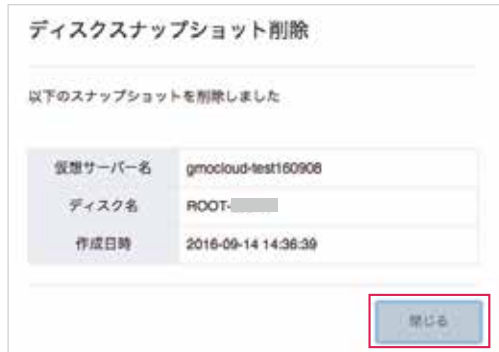 ディスクスナップショット削除
以下のスナップショットを削除しました
仮想サーバー名 gmocloud-test160908
ディスク名 ROOT-
作成日時 2016-09-14 14:36:39
閉じる